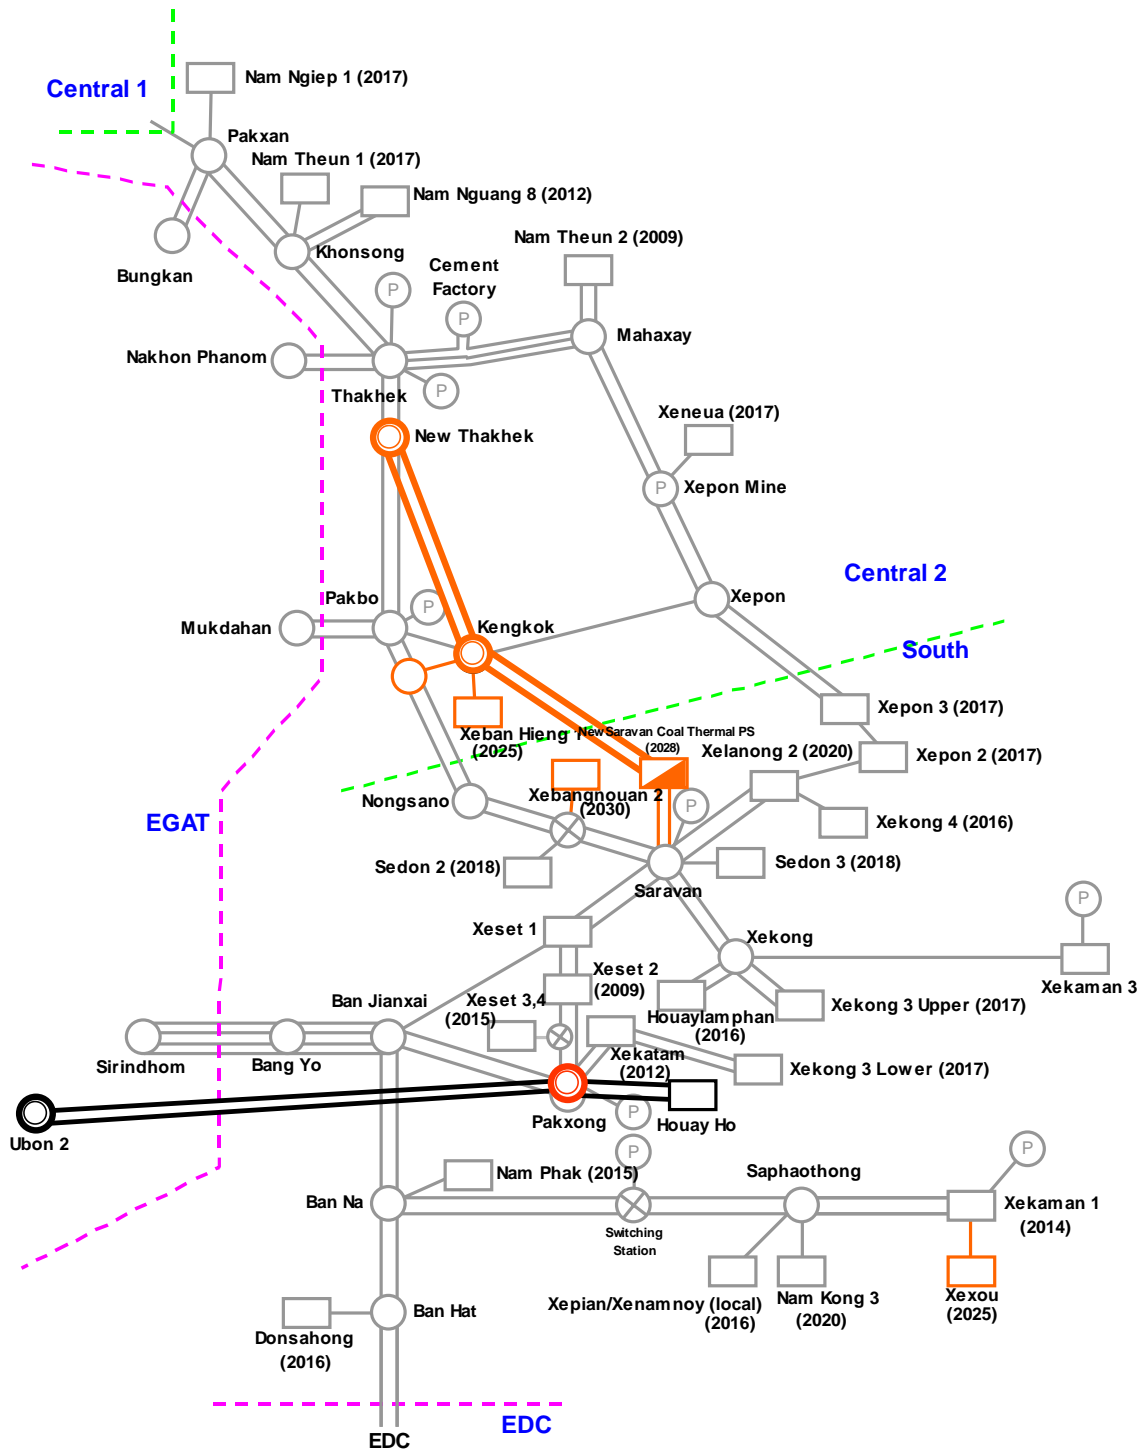 Central 1
Nam Ngiep 1 (2017)
Pakxan
Nam Theun 1 (2017)
Nam Nguang 8 (2012)
Bungkan
Khonsong
Nam Theun 2 (2009)
Cement
Factory
P
P
Nakhon Phanom
Mahaxay
Thakhek
P
New Thakhek
Xeneua (2017)
P
Xepon Mine
Central 2
Pakbo
P
Xepon
Mukdahan
Kengkok
South
Xeban Hieng 1
(2025)
New Saravan Coal Thermal PS
(2028)
Xepon 3 (2017)
Xelanong 2 (2020)
Xepon 2 (2017)
Nongsano
Xebangnouan 2
(2030)
P
EGAT
Xekong 4 (2016)
Sedon 2 (2018)
Sedon 3 (2018)
Saravan
P
Xeset 1
Xekong
Xeset 2
(2009)
Xekaman 3
Ban Jianxai
Xeset 3,4
(2015)
Houaylamphan
(2016)
Xekong 3 Upper (2017)
Sirindhom
Bang Yo
Xekatam
(2012)
Xekong 3 Lower (2017)
Ubon 2
Pakxong
P
Houay Ho
P
P
Nam Phak (2015)
Saphaothong
Ban Na
Xekaman 1
(2014)
Switching
Station
Xepian/Xenamnoy (local)
(2016)
Nam Kong 3
(2020)
Xexou
(2025)
Ban Hat
Donsahong
(2016)
EDC
EDC